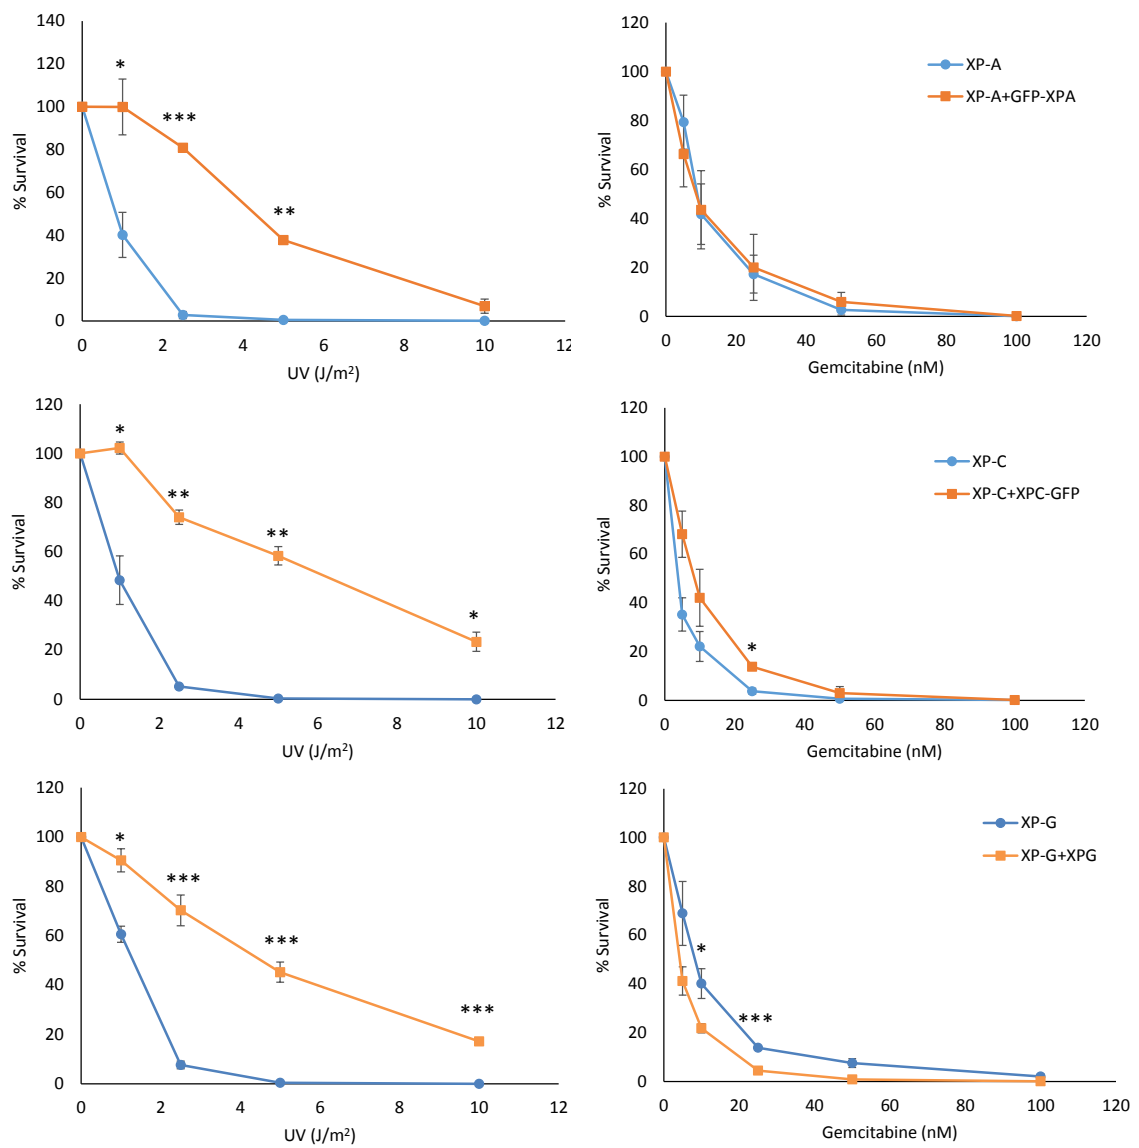 140
120
100
80
60
40
20
0
% Survival
*
***
**
0 2 4 6 8 10 12
UV (J/m²)
120
100
80
60
40
20
0
% Survival
XP-A
XP-A+GFP-XPA
0 20 40 60 80 100 120
Gemcitabine (nM)
120
100
80
60
40
20
0
% Survival
*
**
**
*
0 2 4 6 8 10 12
UV (J/m²)
120
100
80
60
40
20
0
% Survival
XP-C
XP-C+XPC-GFP
*
0 20 40 60 80 100 120
Gemcitabine (nM)
120
100
80
60
40
20
0
% Survival
*
***
***
***
0 2 4 6 8 10 12
UV (J/m²)
120
100
80
60
40
20
0
% Survival
XP-G
XP-G+XPG
*
***
0 20 40 60 80 100 120
Gemcitabine (nM)